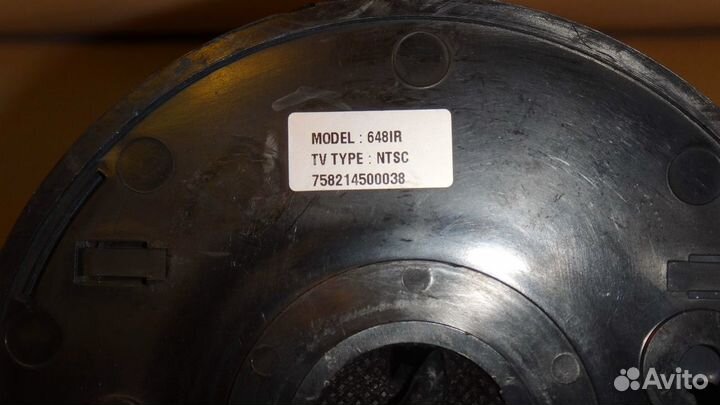 MODEL : 648IR
TV TYPE : NTSC
758214500038
Avito